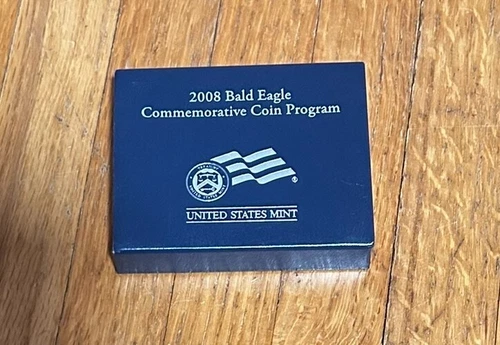 2008 Bald Eagle
Commemorative Coin Program
UNITED STATES MINT